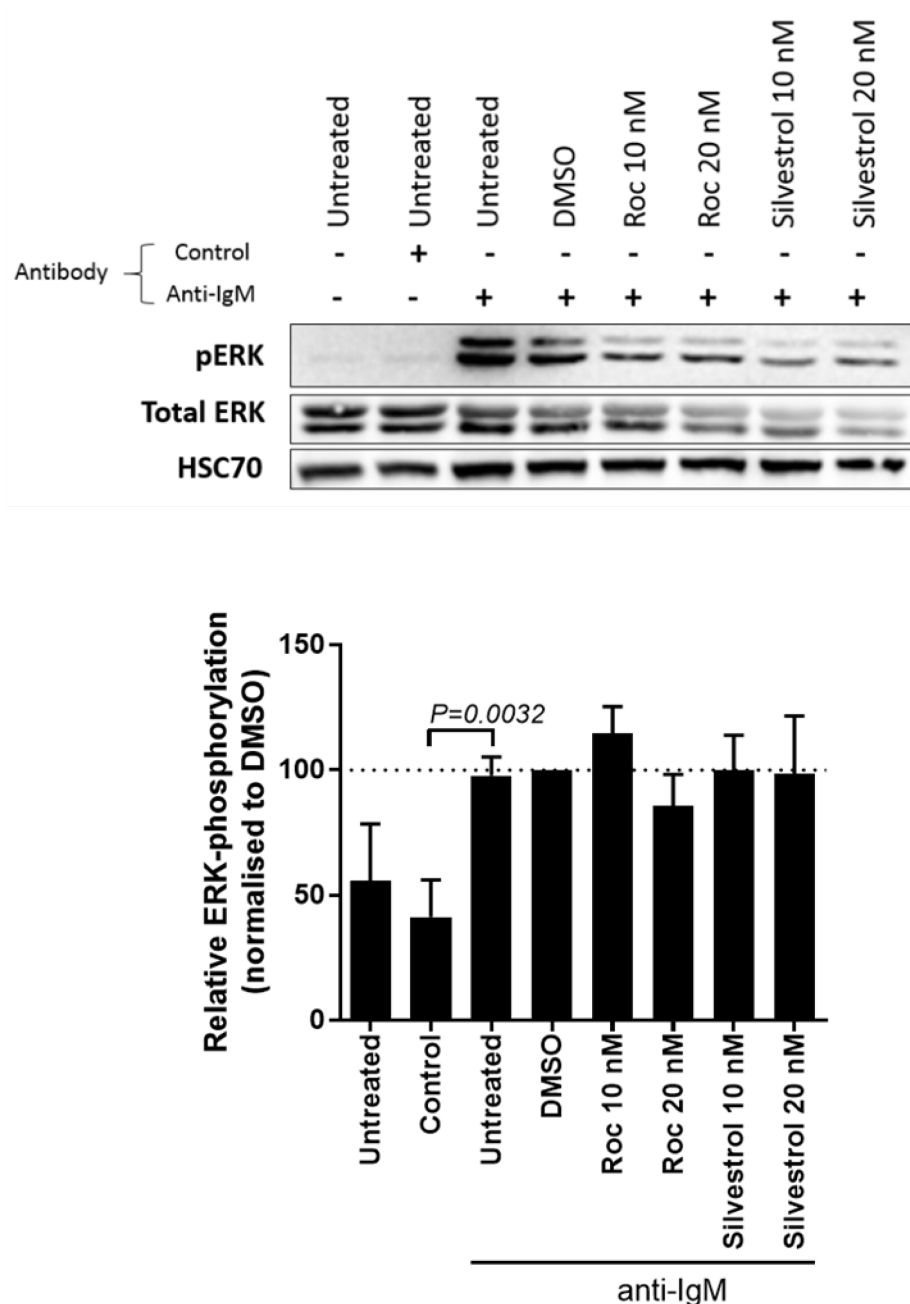 Untreated
Untreated
Untreated
DMSO
Roc 10 nM
Roc 20 nM
Silvestrol 10 nM
Silvestrol 20 nM
Antibody
Control - + - - - - - -
Anti-IgM - - + + + + + +
pERK
Total ERK
HSC70
Relative ERK-phosphorylation
(normalised to DMSO)
150
100
50
0
P=0.0032
Untreated
Control
Untreated
DMSO
Roc 10 nM
Roc 20 nM
Silvestrol 10 nM
Silvestrol 20 nM
anti-IgM